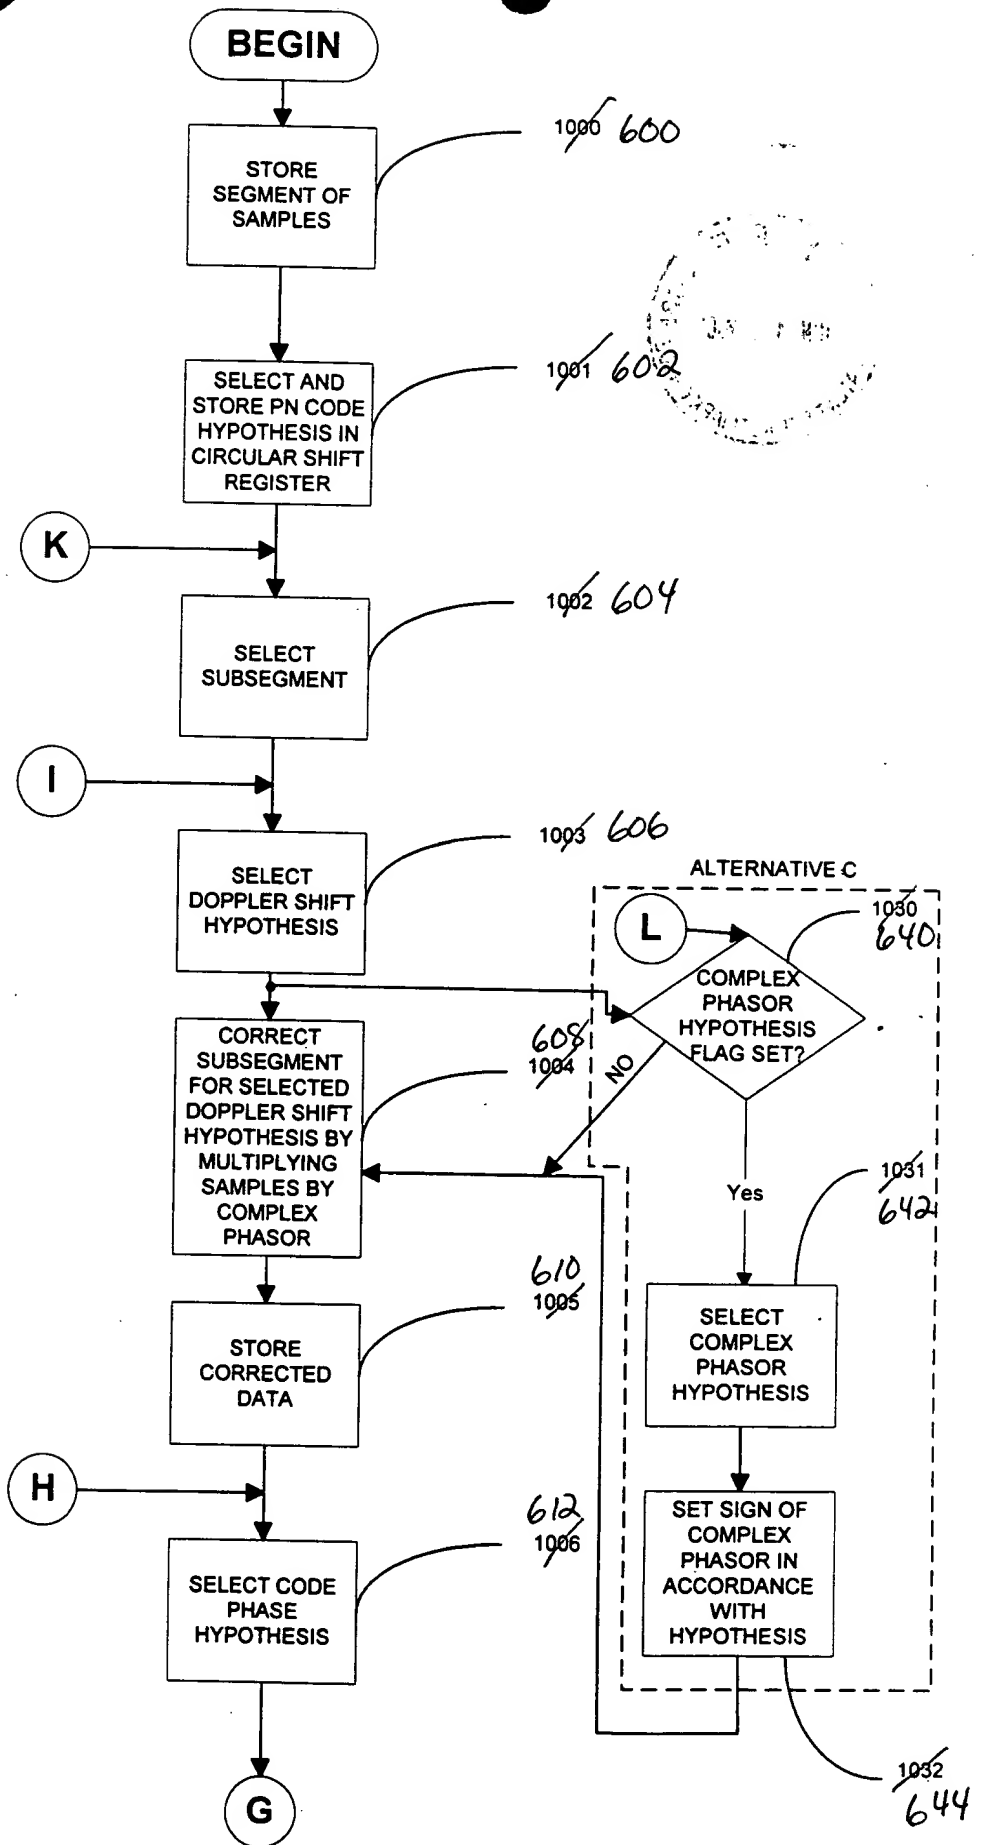 BEGIN
STORE
SEGMENT OF
SAMPLES
1000 600
SELECT AND
STORE PN CODE
HYPOTHESIS IN
CIRCULAR SHIFT
REGISTER
1001 602
K
SELECT
SUBSEGMENT
1002 604
I
SELECT
DOPPLER SHIFT
HYPOTHESIS
1003 606
ALTERNATIVE C
L
1030
640
COMPLEX
PHASOR
HYPOTHESIS
FLAG SET?
NO
Yes
CORRECT
SUBSEGMENT
FOR SELECTED
DOPPLER SHIFT
HYPOTHESIS BY
MULTIPLYING
SAMPLES BY
COMPLEX
PHASOR
608
1004
1031
642
SELECT
COMPLEX
PHASOR
HYPOTHESIS
STORE
CORRECTED
DATA
610
1005
H
SET SIGN OF
COMPLEX
PHASOR IN
ACCORDANCE
WITH
HYPOTHESIS
SELECT CODE
PHASE
HYPOTHESIS
612
1006
1032
644
G